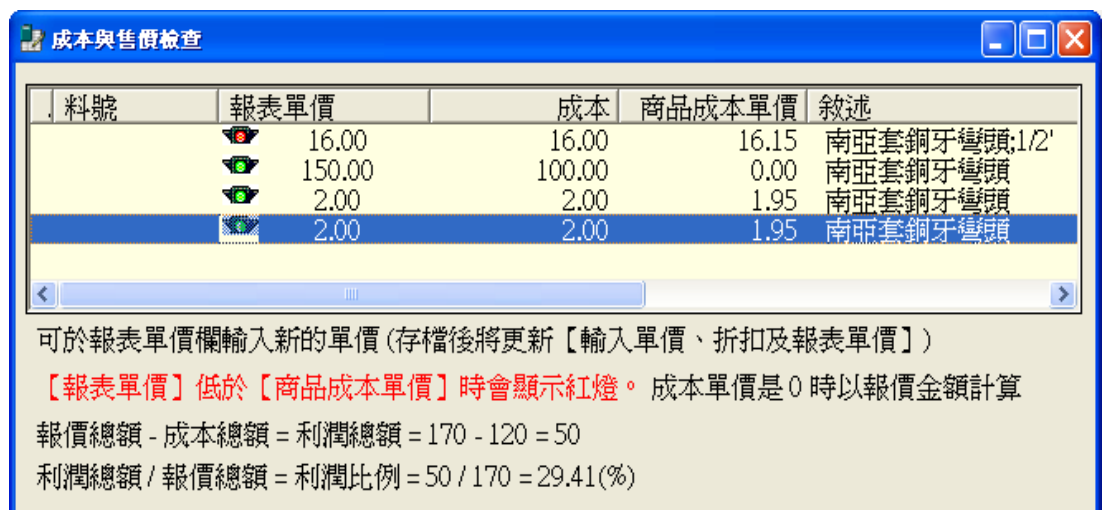 成本與售價檢查
. 料號 報表單價 成本 商品成本單價 敘述
16.00 16.00 16.15 南亞套銅牙彎頭;1/2'
150.00 100.00 0.00 南亞套銅牙彎頭
2.00 2.00 1.95 南亞套銅牙彎頭
2.00 2.00 1.95 南亞套銅牙彎頭
可於報表單價欄輸入新的單價(存檔後將更新【輸入單價、折扣及報表單價】)
【報表單價】低於【商品成本單價】時會顯示紅燈。 成本單價是0時以報價金額計算
報價總額 - 成本總額 = 利潤總額 = 170 - 120 = 50
利潤總額 / 報價總額 = 利潤比例 = 50 / 170 = 29.41(%)